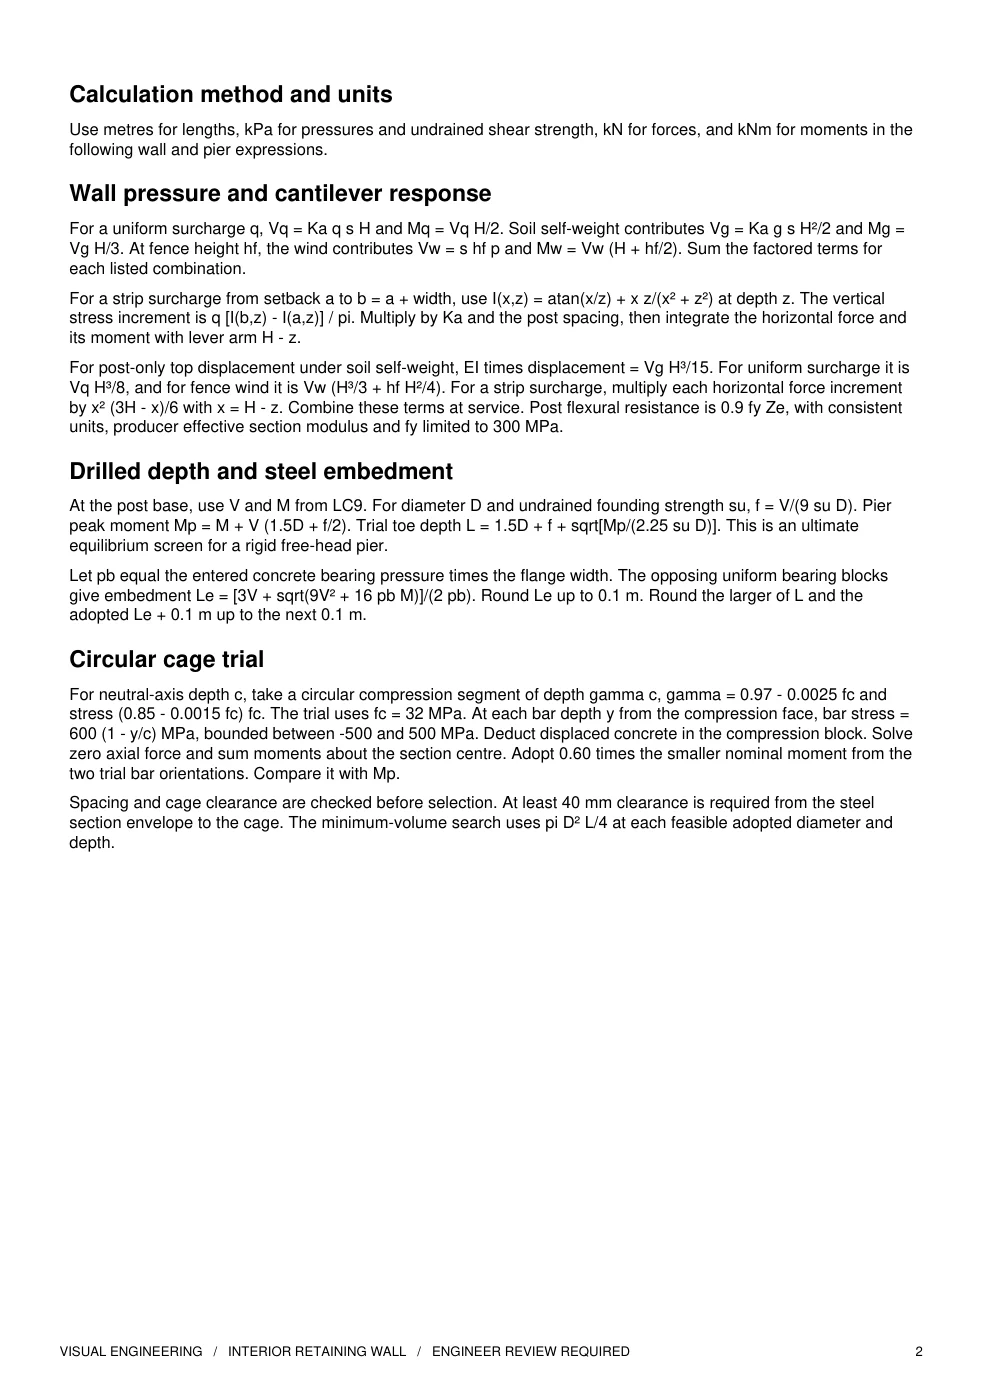 Calculation method and units
Use metres for lengths, kPa for pressures and undrained shear strength, kN for forces, and kNm for moments in the
following wall and pier expressions.
Wall pressure and cantilever response
For a uniform surcharge q, Vq = Ka q s H and Mq = Vq H/2. Soil self-weight contributes Vg = Ka g s H²/2 and Mg =
Vg H/3. At fence height hf, the wind contributes Vw = s hf p and Mw = Vw (H + hf/2). Sum the factored terms for
each listed combination.
For a strip surcharge from setback a to b = a + width, use I(x,z) = atan(x/z) + x z/(x² + z²) at depth z. The vertical
stress increment is q [I(b,z) - I(a,z)] / pi. Multiply by Ka and the post spacing, then integrate the horizontal force and
its moment with lever arm H - z.
For post-only top displacement under soil self-weight, EI times displacement = Vg H³/15. For uniform surcharge it is
Vq H³/8, and for fence wind it is Vw (H³/3 + hf H²/4). For a strip surcharge, multiply each horizontal force increment
by x² (3H - x)/6 with x = H - z. Combine these terms at service. Post flexural resistance is 0.9 fy Ze, with consistent
units, producer effective section modulus and fy limited to 300 MPa.
Drilled depth and steel embedment
At the post base, use V and M from LC9. For diameter D and undrained founding strength su, f = V/(9 su D). Pier
peak moment Mp = M + V (1.5D + f/2). Trial toe depth L = 1.5D + f + sqrt[Mp/(2.25 su D)]. This is an ultimate
equilibrium screen for a rigid free-head pier.
Let pb equal the entered concrete bearing pressure times the flange width. The opposing uniform bearing blocks
give embedment Le = [3V + sqrt(9V² + 16 pb M)]/(2 pb). Round Le up to 0.1 m. Round the larger of L and the
adopted Le + 0.1 m up to the next 0.1 m.
Circular cage trial
For neutral-axis depth c, take a circular compression segment of depth gamma c, gamma = 0.97 - 0.0025 fc and
stress (0.85 - 0.0015 fc) fc. The trial uses fc = 32 MPa. At each bar depth y from the compression face, bar stress =
600 (1 - y/c) MPa, bounded between -500 and 500 MPa. Deduct displaced concrete in the compression block. Solve
zero axial force and sum moments about the section centre. Adopt 0.60 times the smaller nominal moment from the
two trial bar orientations. Compare it with Mp.
Spacing and cage clearance are checked before selection. At least 40 mm clearance is required from the steel
section envelope to the cage. The minimum-volume search uses pi D² L/4 at each feasible adopted diameter and
depth.
VISUAL ENGINEERING / INTERIOR RETAINING WALL / ENGINEER REVIEW REQUIRED 2